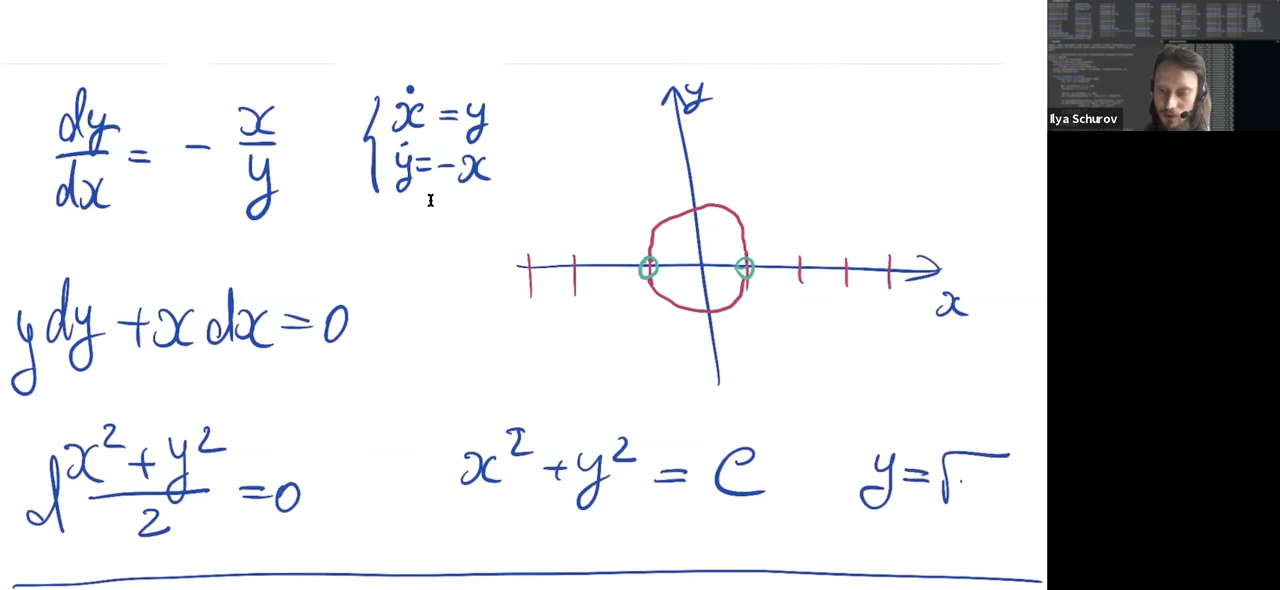 dy/dx = - x/y
{ ẋ = y
ẏ = -x
y
x
y dy + x dx = 0
d (x² + y²)/2 = 0
x² + y² = C
y = √
Ilya Schurov